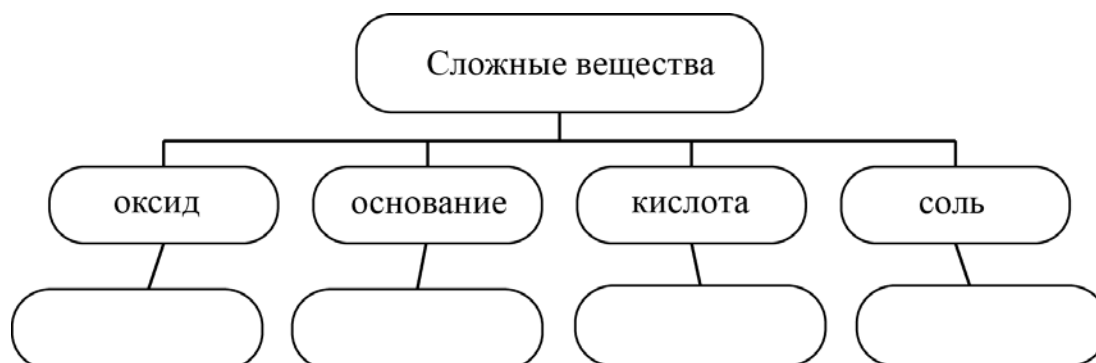 Сложные вещества
оксид
основание
кислота
соль